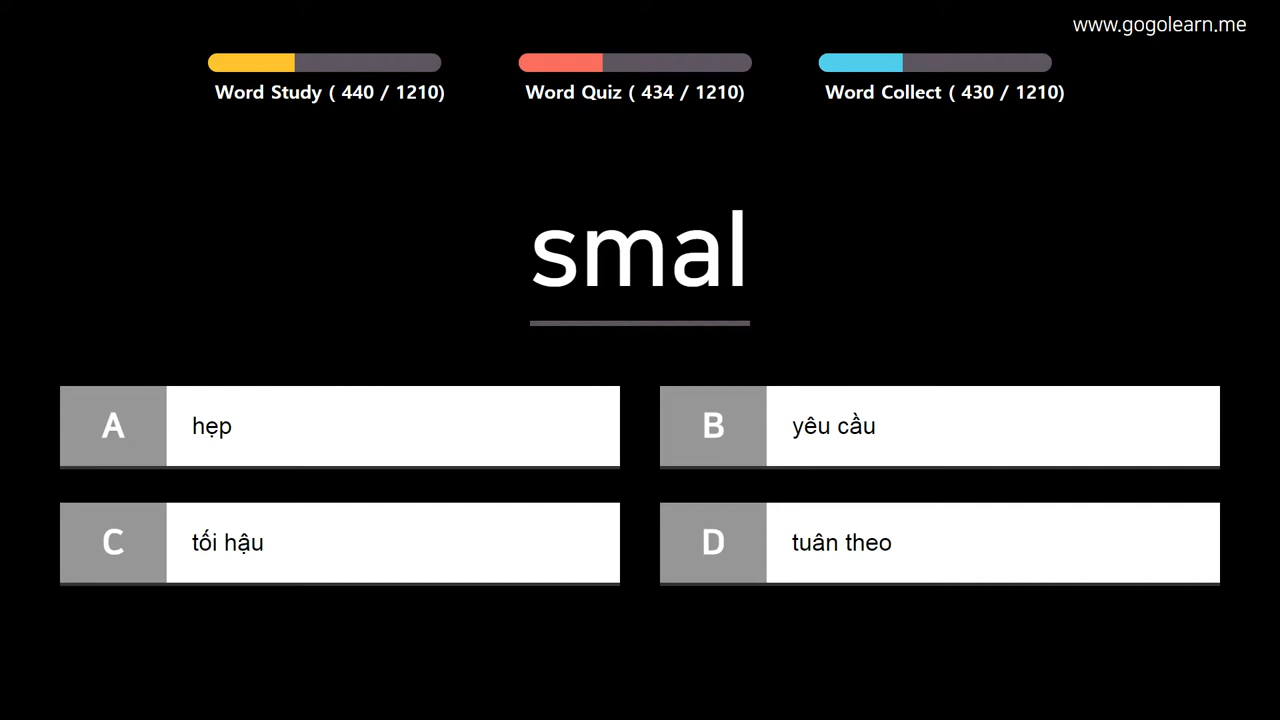 www.gogolearn.me
Word Study ( 440 / 1210)
Word Quiz ( 434 / 1210)
Word Collect ( 430 / 1210)
smal
A hẹp
B yêu cầu
C tối hậu
D tuân theo